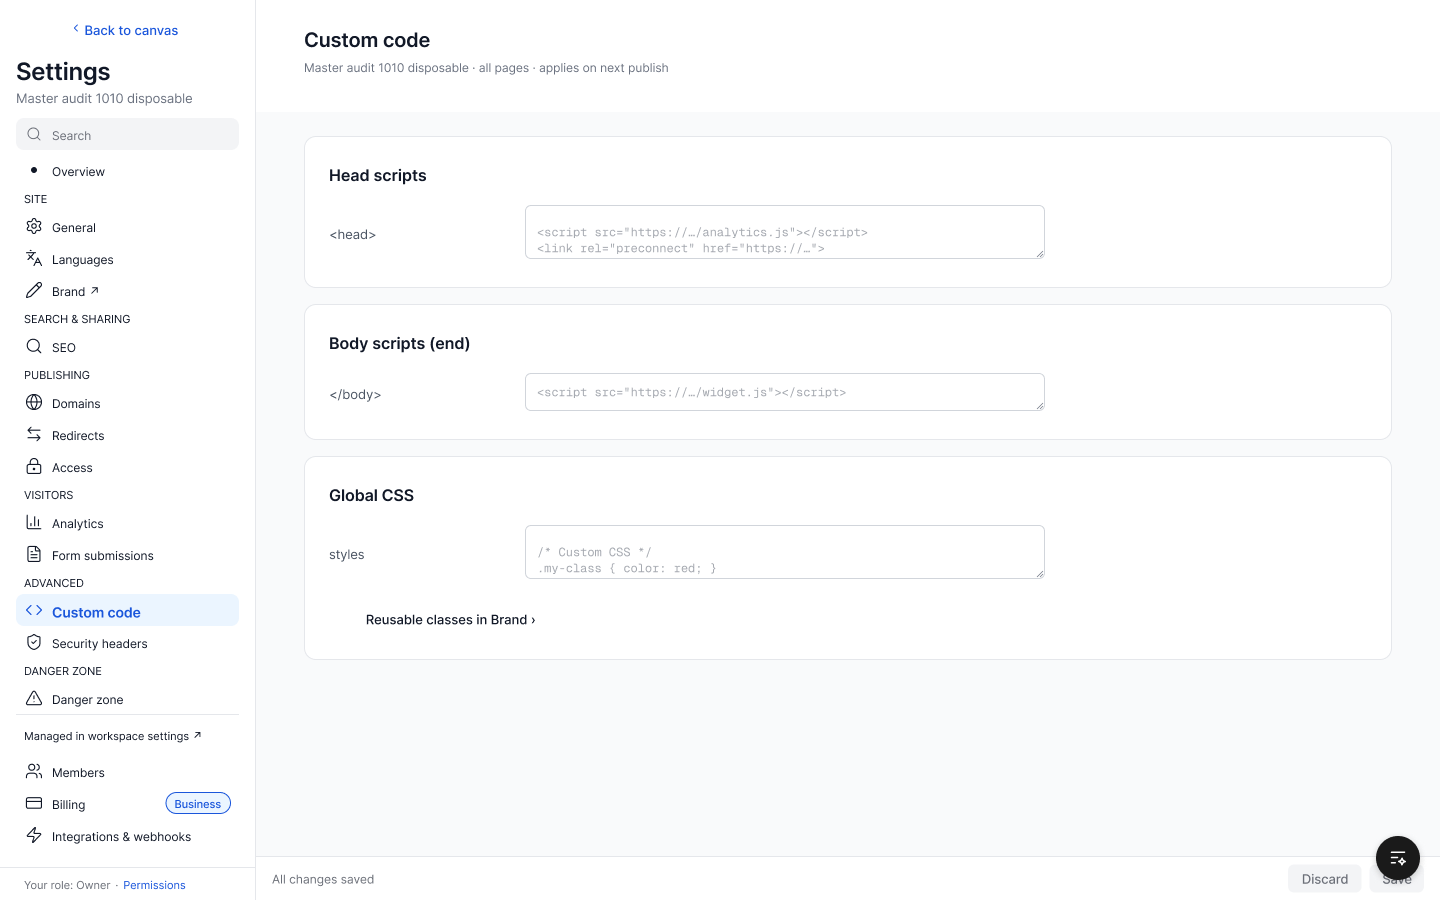 Back to canvas
Settings
Master audit 1010 disposable
Search
Overview
SITE
General
Languages
Brand ↗
SEARCH & SHARING
SEO
PUBLISHING
Domains
Redirects
Access
VISITORS
Analytics
Form submissions
ADVANCED
Custom code
Security headers
DANGER ZONE
Danger zone
Managed in workspace settings ↗
Members
Billing
Business
Integrations & webhooks
Your role: Owner · Permissions
Custom code
Master audit 1010 disposable · all pages · applies on next publish
Head scripts
<head>
<script src="https://…/analytics.js"></script>
<link rel="preconnect" href="https://…">
Body scripts (end)
</body>
<script src="https://…/widget.js"></script>
Global CSS
styles
/* Custom CSS */
.my-class { color: red; }
Reusable classes in Brand ›
All changes saved
Discard
Save